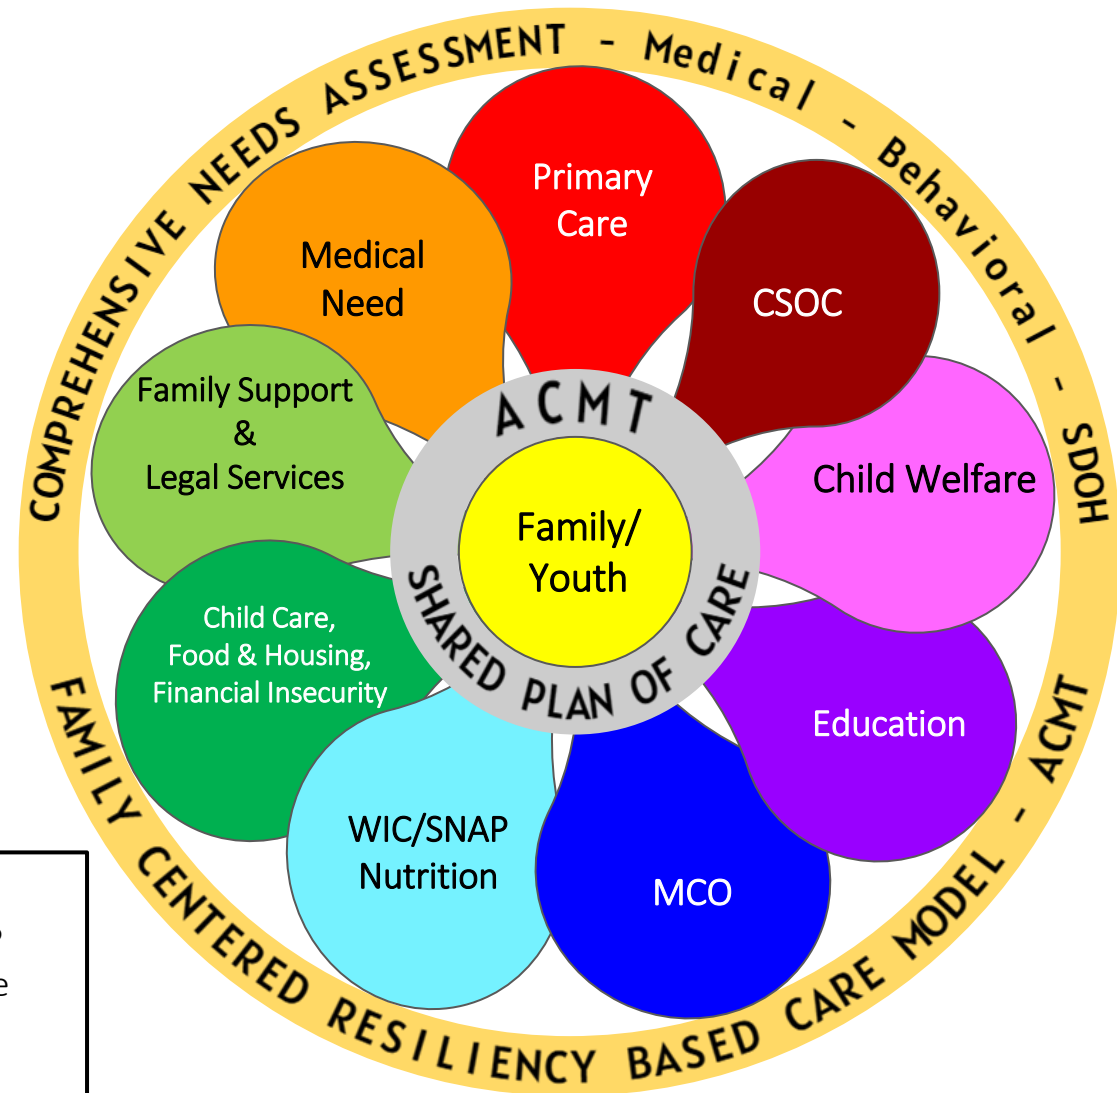 COMPREHENSIVE NEEDS ASSESSMENT - Medical - Behavioral - SDOH
Primary
Care
CSOC
Child Welfare
Education
MCO
WIC/SNAP
Nutrition
Child Care,
Food & Housing,
Financial Insecurity
Family Support
&
Legal Services
Medical
Need
ACMT
Family/
Youth
SHARED PLAN OF CARE
FAMILY CENTERED RESILIENCY BASED CARE MODEL - ACMT